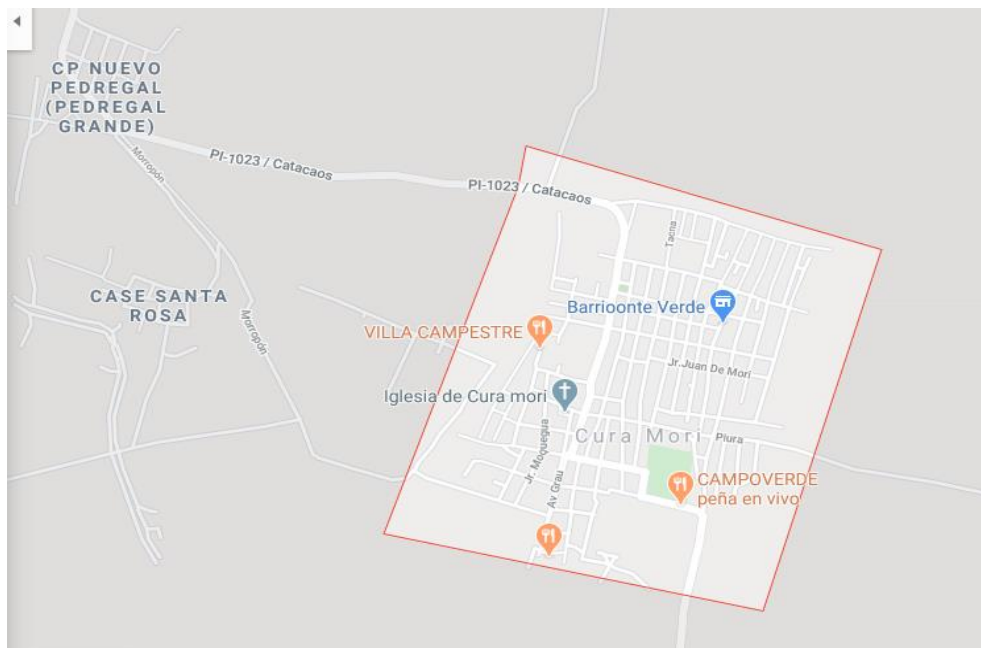 CP NUEVO
PEDREGAL
(PEDREGAL
GRANDE)
Morropón
PI-1023 / Catacaos
PI-1023 / Catacaos
Tacna
CASE SANTA
ROSA
Barrioonte Verde
Morropón
VILLA CAMPESTRE
Jr.Juan De Mori
Iglesia de Cura mori
Cura Mori
Piura
Jr. Moquegua
Av Grau
CAMPOVERDE
peña en vivo